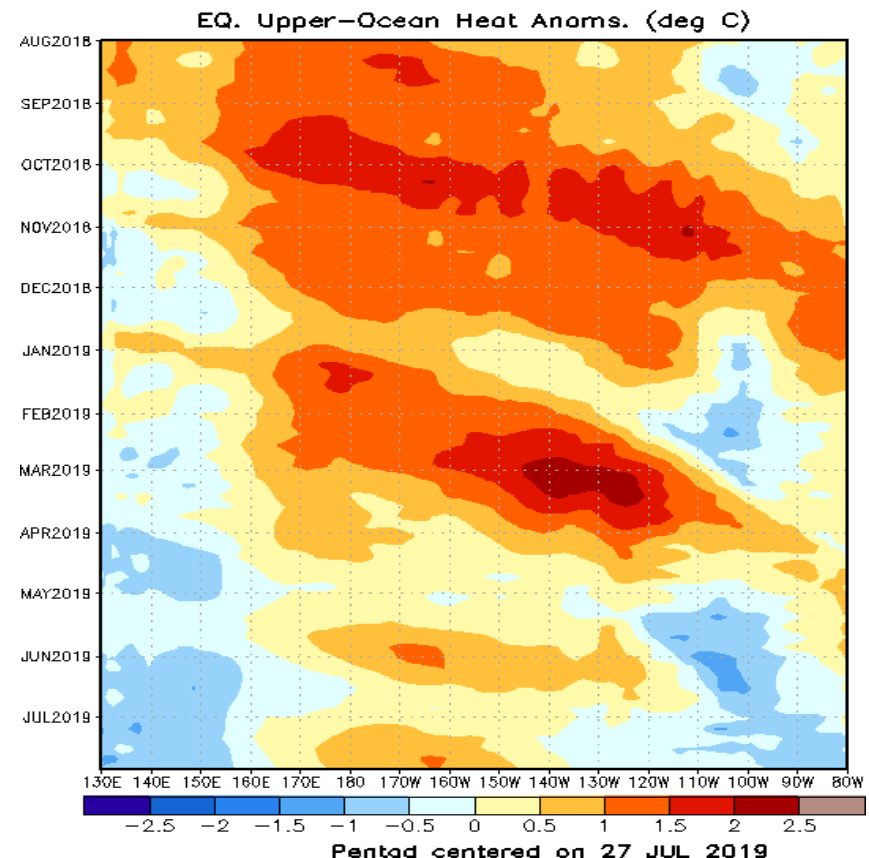 EQ. Upper-Ocean Heat Anoms. (deg C)
AUG2018
SEP2018
OCT2018
NOV2018
DEC2018
JAN2019
FEB2019
MAR2019
APR2019
MAY2019
JUN2019
JUL2019
130E 140E 150E 160E 170E 180 170W 160W 150W 140W 130W 120W 110W 100W 90W 80W
-2.5 -2 -1.5 -1 -0.5 0 0.5 1 1.5 2 2.5
Pentad centered on 27 JUL 2019